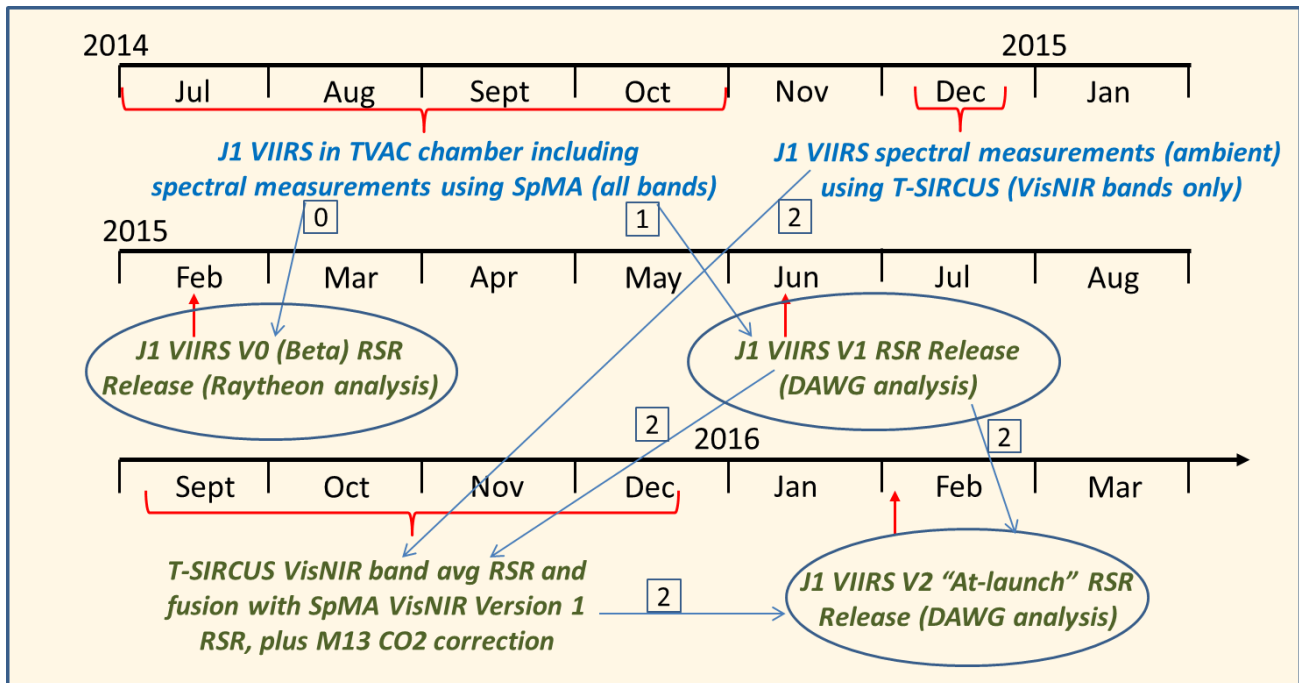 2014 2015
Jul Aug Sept Oct Nov Dec Jan
J1 VIIRS in TVAC chamber including
spectral measurements using SpMA (all bands)
J1 VIIRS spectral measurements (ambient)
using T-SIRCUS (VisNIR bands only)
0 1 2
2015
Feb Mar Apr May Jun Jul Aug
J1 VIIRS V0 (Beta) RSR
Release (Raytheon analysis)
J1 VIIRS V1 RSR Release
(DAWG analysis)
2 2
2016
Sept Oct Nov Dec Jan Feb Mar
T-SIRCUS VisNIR band avg RSR and
fusion with SpMA VisNIR Version 1
RSR, plus M13 CO2 correction
2
J1 VIIRS V2 “At-launch” RSR
Release (DAWG analysis)